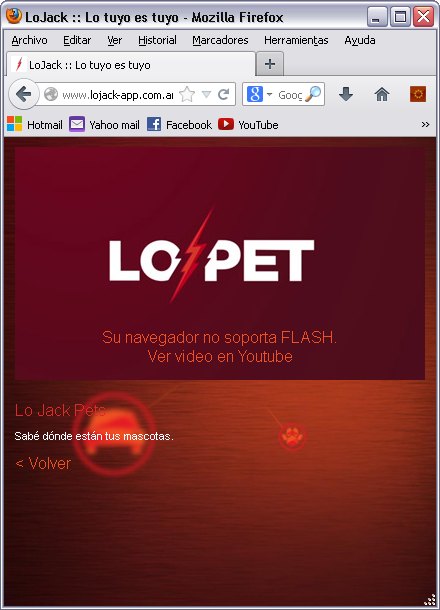 LoJack :: Lo tuyo es tuyo - Mozilla Firefox
Archivo Editar Ver Historial Marcadores Herramientas Ayuda
LoJack :: Lo tuyo es tuyo
www.lojack-app.com.ar Goog
Hotmail Yahoo mail Facebook YouTube »
LO PET
Su navegador no soporta FLASH.
Ver video en Youtube
Lo Jack Pets
Sabé dónde están tus mascotas.
< Volver